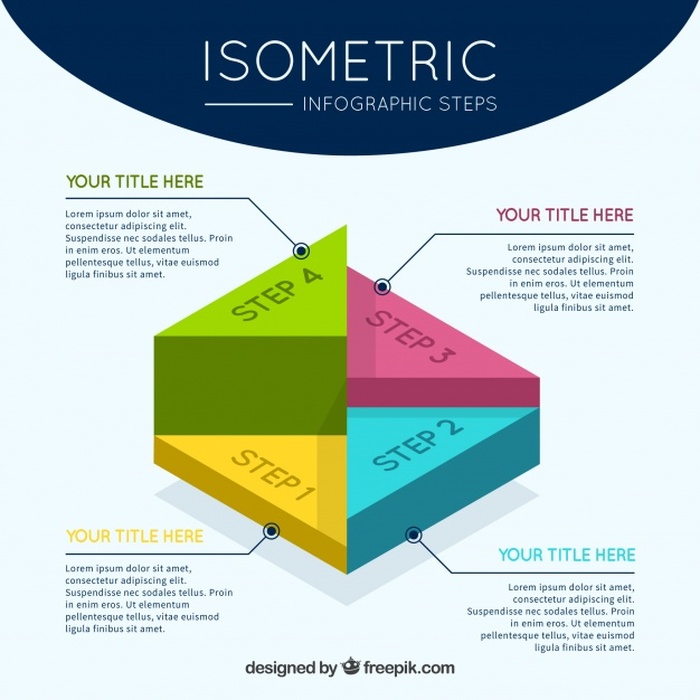 ISOMETRIC
INFOGRAPHIC STEPS
YOUR TITLE HERE
Lorem ipsum dolor sit amet,
consectetur adipiscing elit.
Suspendisse nec sodales tellus. Proin
in enim eros. Ut elementum
pellentesque tellus, vitae euismod
ligula finibus sit amet.
YOUR TITLE HERE
Lorem ipsum dolor sit amet,
consectetur adipiscing elit.
Suspendisse nec sodales tellus. Proin
in enim eros. Ut elementum
pellentesque tellus, vitae euismod
ligula finibus sit amet.
STEP 4
STEP 3
STEP 1
STEP 2
YOUR TITLE HERE
Lorem ipsum dolor sit amet,
consectetur adipiscing elit.
Suspendisse nec sodales tellus. Proin
in enim eros. Ut elementum
pellentesque tellus, vitae euismod
ligula finibus sit amet.
YOUR TITLE HERE
Lorem ipsum dolor sit amet,
consectetur adipiscing elit.
Suspendisse nec sodales tellus. Proin
in enim eros. Ut elementum
pellentesque tellus, vitae euismod
ligula finibus sit amet.
designed by freepik.com